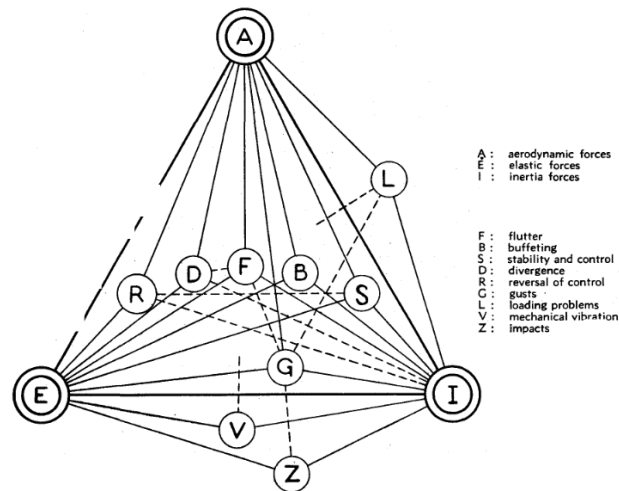 A
L
D
F
B
R
S
G
E
I
V
Z
A : aerodynamic forces
E : elastic forces
I : inertia forces
F : flutter
B : buffeting
S : stability and control
D : divergence
R : reversal of control
G : gusts
L : loading problems
V : mechanical vibration
Z : impacts